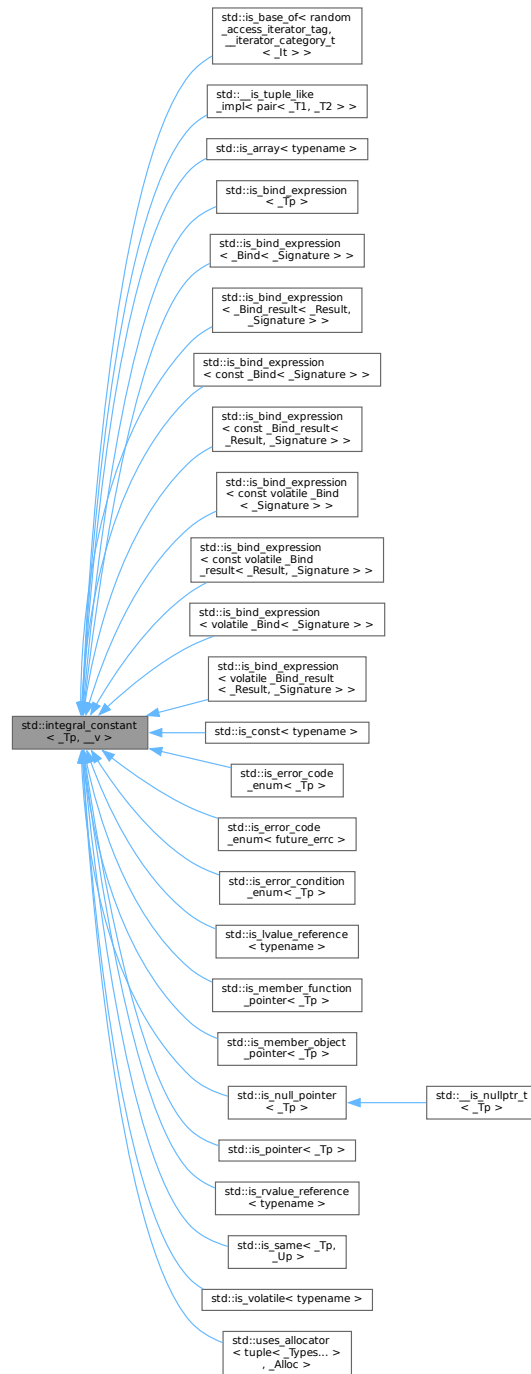 std::is_base_of< random
_access_iterator_tag,
__iterator_category_t
< _It > >
std::__is_tuple_like
_impl< pair< _T1, _T2 > >
std::is_array< typename >
std::is_bind_expression
< _Tp >
std::is_bind_expression
< _Bind< _Signature > >
std::is_bind_expression
< _Bind_result< _Result,
_Signature > >
std::is_bind_expression
< const _Bind< _Signature > >
std::is_bind_expression
< const _Bind_result<
_Result, _Signature > >
std::is_bind_expression
< const volatile _Bind
< _Signature > >
std::is_bind_expression
< const volatile _Bind
_result< _Result, _Signature > >
std::is_bind_expression
< volatile _Bind< _Signature > >
std::is_bind_expression
< volatile _Bind_result
< _Result, _Signature > >
std::integral_constant
< _Tp, __v >
std::is_const< typename >
std::is_error_code
_enum< _Tp >
std::is_error_code
_enum< future_errc >
std::is_error_condition
_enum< _Tp >
std::is_lvalue_reference
< typename >
std::is_member_function
_pointer< _Tp >
std::is_member_object
_pointer< _Tp >
std::is_null_pointer
< _Tp >
std::__is_nullptr_t
< _Tp >
std::is_pointer< _Tp >
std::is_rvalue_reference
< typename >
std::is_same< _Tp,
_Up >
std::is_volatile< typename >
std::uses_allocator
< tuple< _Types... >
, _Alloc >